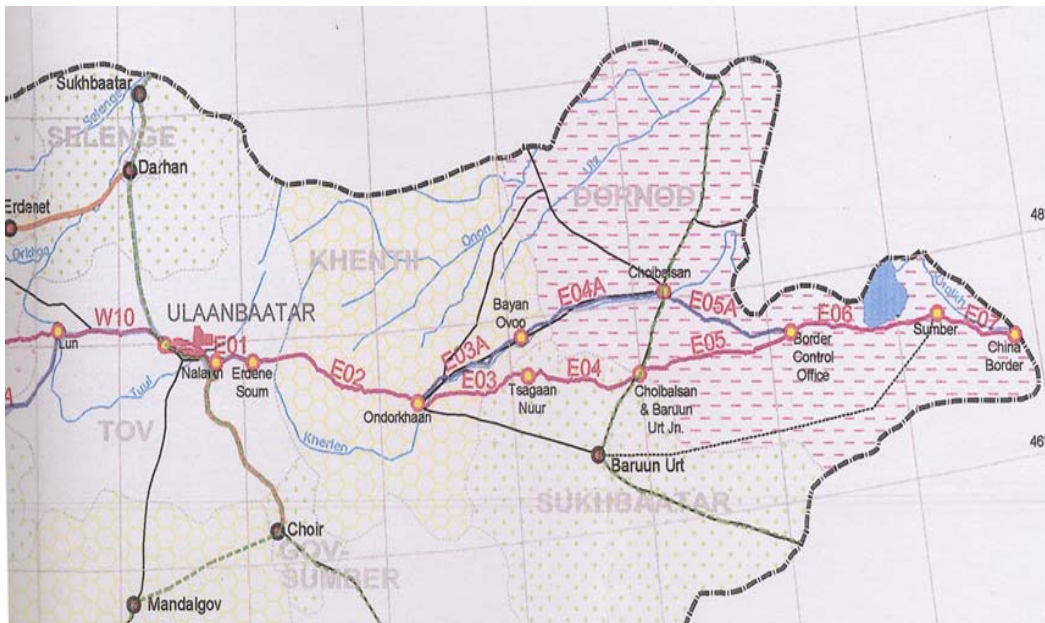 Sukhbaatar
Selenge
SELENGE
Darhan
Erdenet
Orkhon
W10
Lun
ULAANBAATAR
E01
Nalaykh
Erdene
Soum
Tuul
TOV
A
E02
KHENTII
Onon
Kherlen
Ondorkhaan
E03A
E03
Bayan
Ovoo
Tsagaan
Nuur
E04A
E04
Ulz
DORNOD
Choibalsan
E05A
E05
Choibalsan
& Baruun
Urt Jn.
Baruun Urt
SUKHBAATAR
Border
Control
Office
E06
Sumber
E07
China
Border
48°
46°
Choir
GOV-
SUMBER
Mandalgov